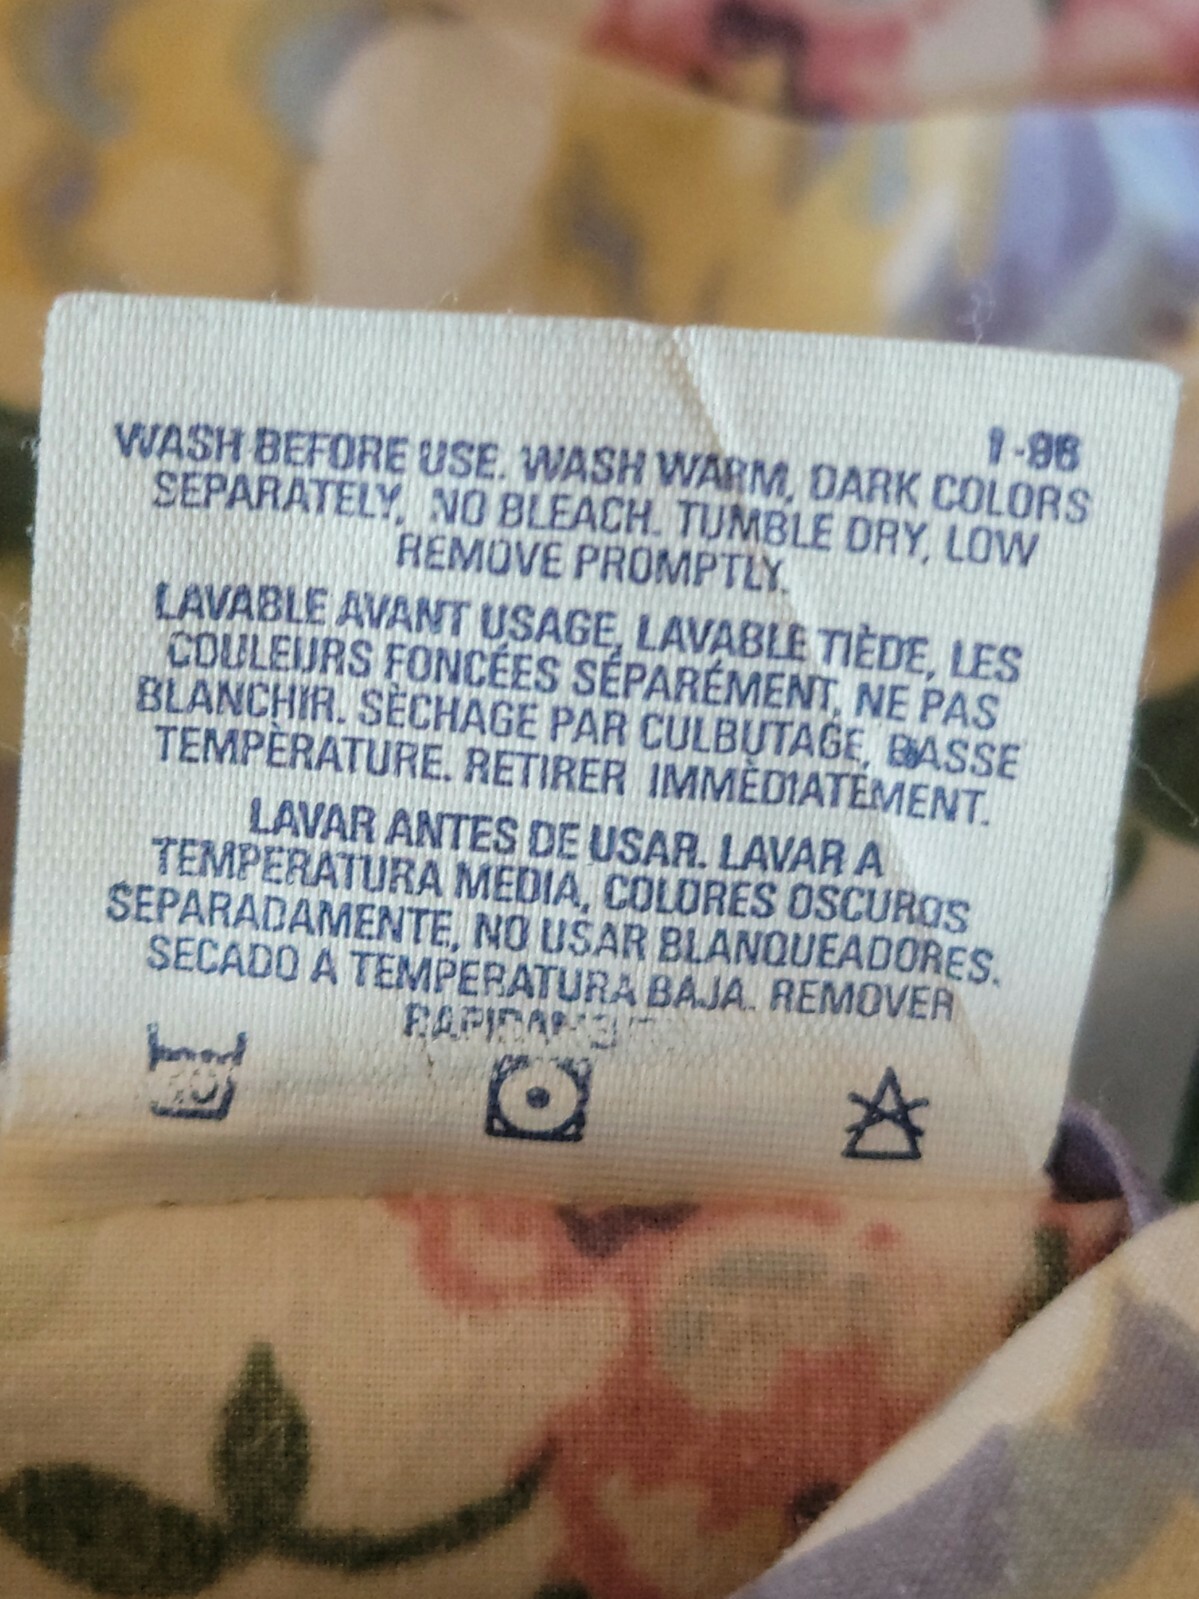 1-98
WASH BEFORE USE. WASH WARM, DARK COLORS
SEPARATELY, NO BLEACH. TUMBLE DRY, LOW
REMOVE PROMPTLY.
LAVABLE AVANT USAGE, LAVABLE TIÈDE, LES
COULEURS FONCÉES SÉPARÉMENT, NE PAS
BLANCHIR. SÈCHAGE PAR CULBUTAGE, BASSE
TEMPÈRATURE. RETIRER IMMÈDIATEMENT.
LAVAR ANTES DE USAR. LAVAR A
TEMPERATURA MEDIA, COLORES OSCUROS
SEPARADAMENTE, NO USAR BLANQUEADORES.
SECADO A TEMPERATURA BAJA. REMOVER